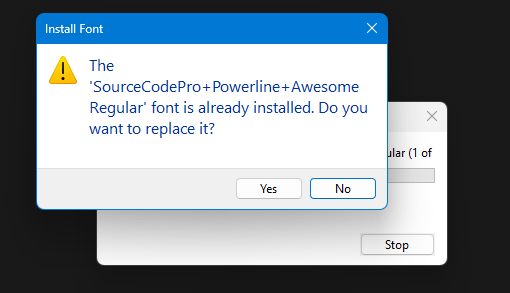 Install Font
The
'SourceCodePro+Powerline+Awesome
Regular' font is already installed. Do you
want to replace it?
Yes
No
(1 of
Stop